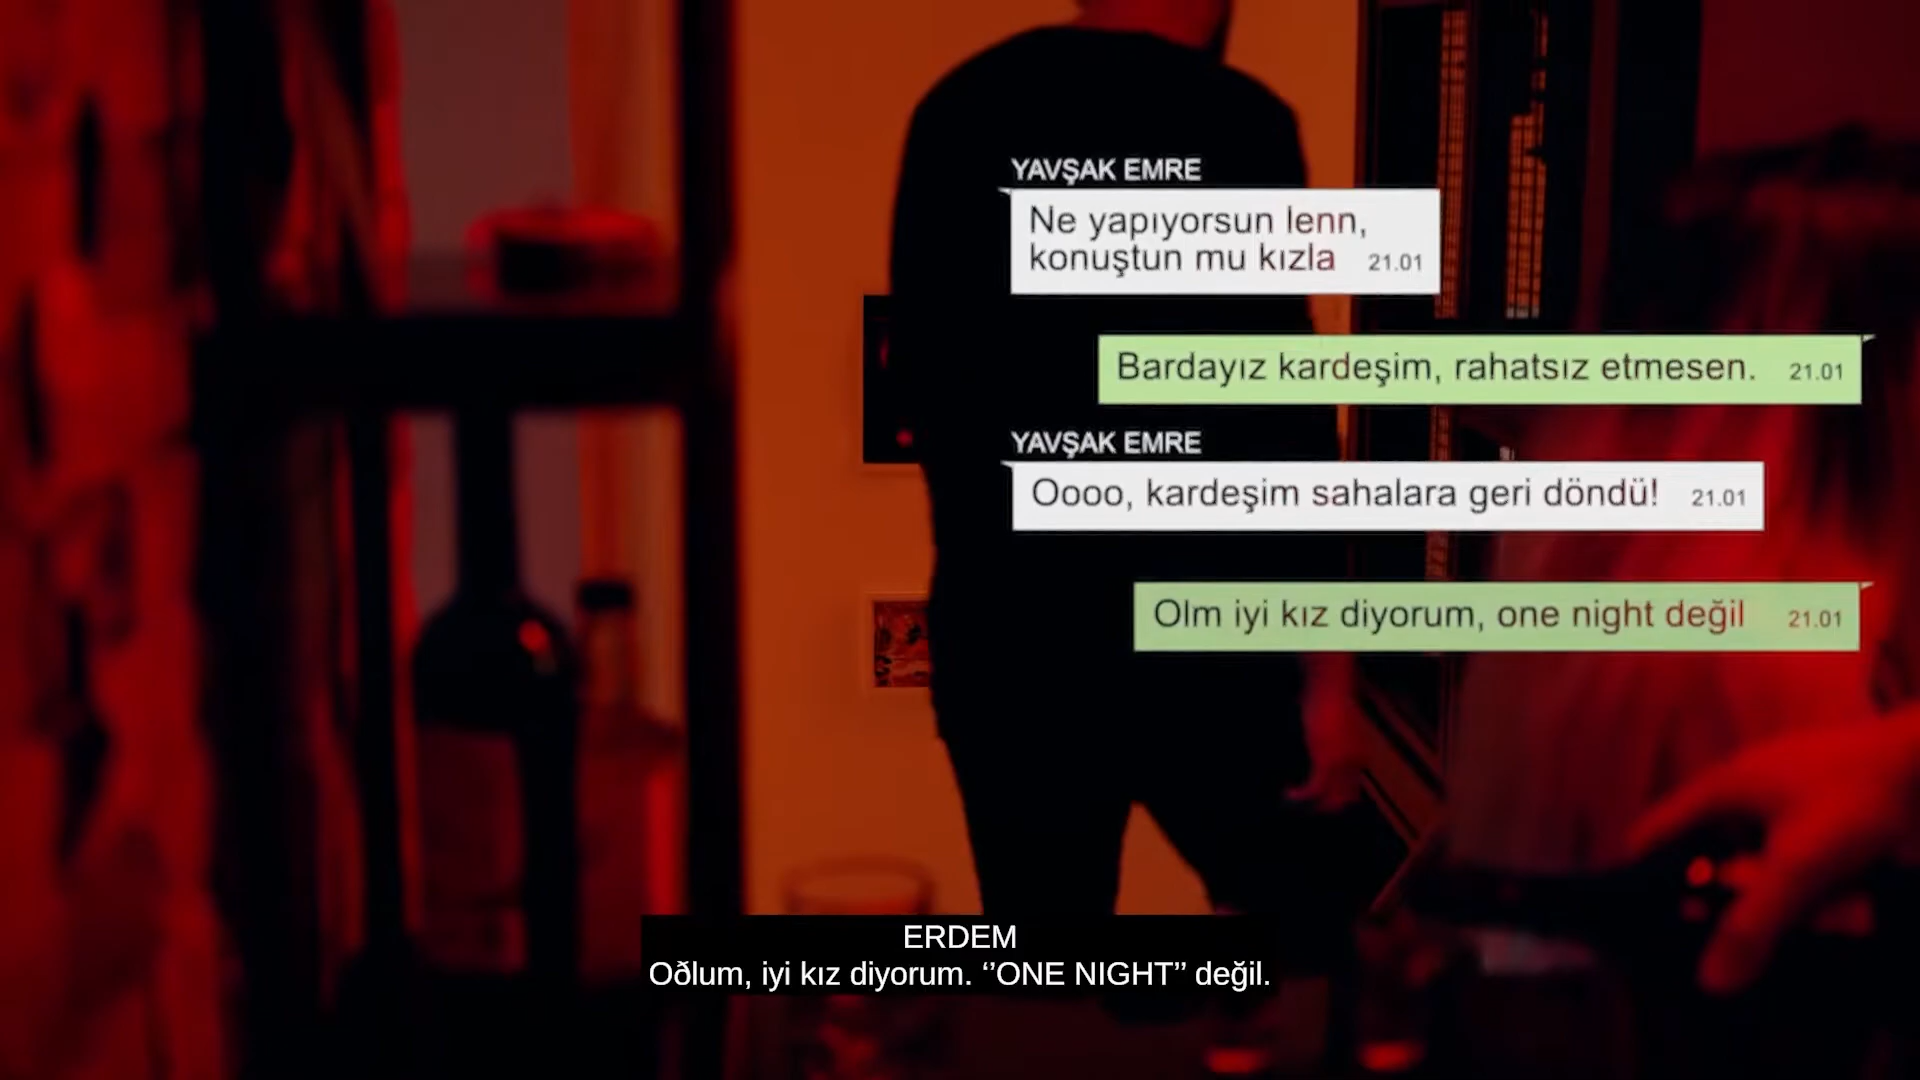 YAVŞAK EMRE
Ne yapıyorsun lenn,
konuştun mu kızla 21.01
Bardayız kardeşim, rahatsız etmesen. 21.01
YAVŞAK EMRE
Oooo, kardeşim sahalara geri döndü! 21.01
Olm iyi kız diyorum, one night değil 21.01
ERDEM
Oðlum, iyi kız diyorum. ‘’ONE NIGHT’’ değil.